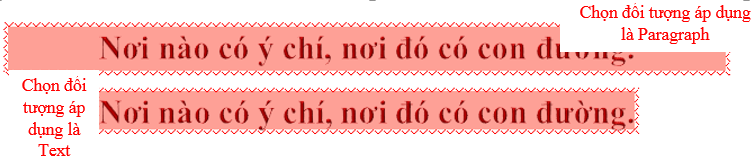 Chọn đối tượng áp dụng
là Paragraph
Nơi nào có ý chí, nơi đó có con đường.
Chọn đối
tượng áp
dụng là
Text
Nơi nào có ý chí, nơi đó có con đường.